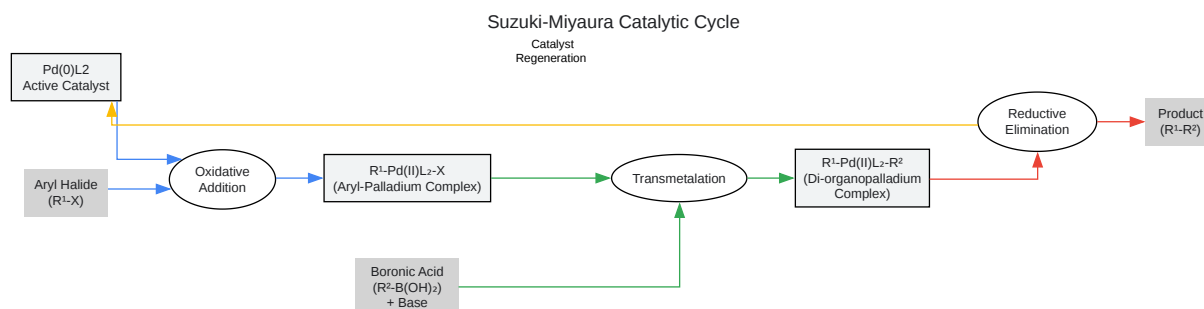 Suzuki-Miyaura Catalytic Cycle
Catalyst
Regeneration
Pd(0)L2
Active Catalyst
Aryl Halide
(R¹-X)
Oxidative
Addition
R¹-Pd(II)L₂-X
(Aryl-Palladium Complex)
Boronic Acid
(R²-B(OH)₂)
+ Base
Transmetalation
R¹-Pd(II)L₂-R²
(Di-organopalladium
Complex)
Reductive
Elimination
Product
(R¹-R²)